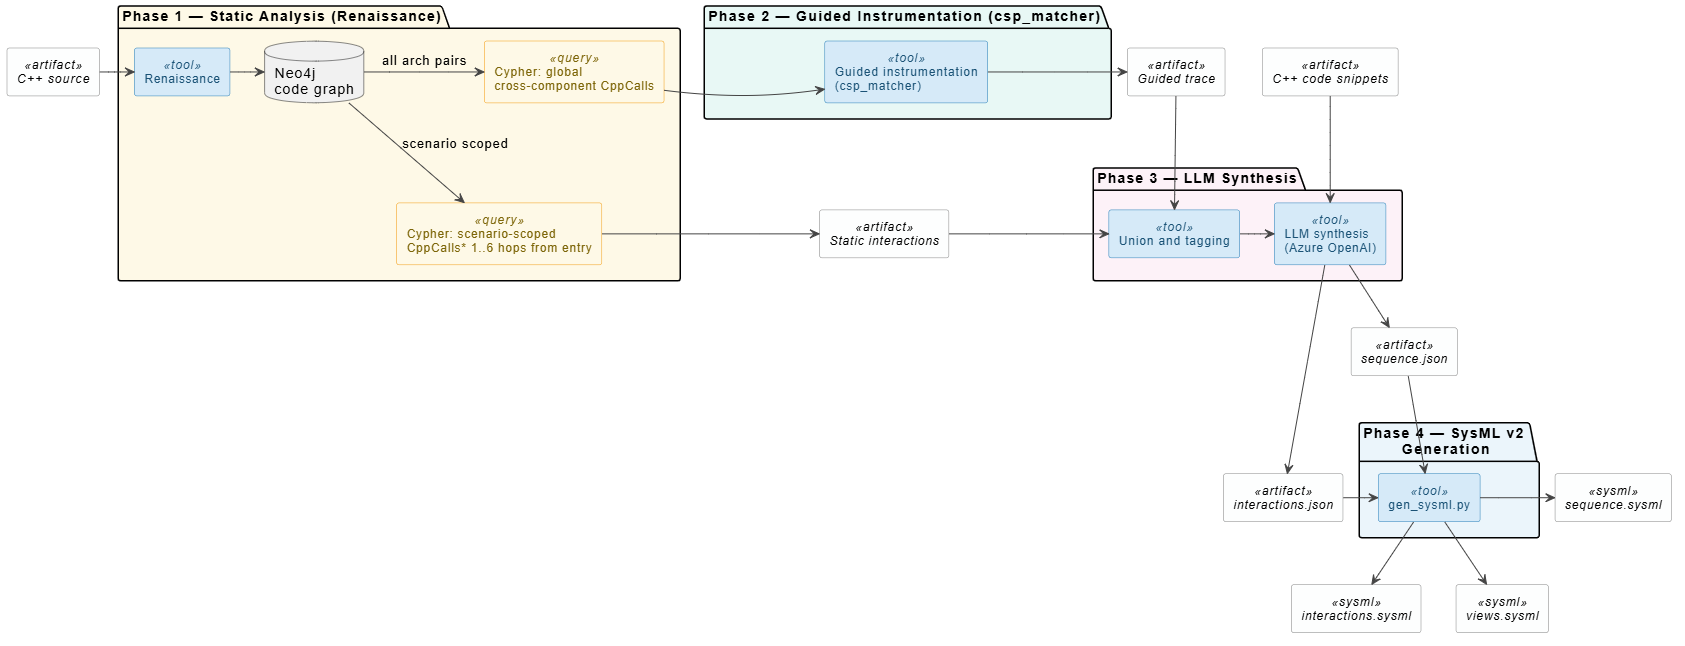 Phase 1 — Static Analysis (Renaissance)
«artifact»
C++ source
«tool»
Renaissance
Neo4j
code graph
all arch pairs
«query»
Cypher: global
cross-component CppCalls
scenario scoped
«query»
Cypher: scenario-scoped
CppCalls* 1..6 hops from entry
Phase 2 — Guided Instrumentation (csp_matcher)
«tool»
Guided instrumentation
(csp_matcher)
«artifact»
Guided trace
«artifact»
C++ code snippets
«artifact»
Static interactions
Phase 3 — LLM Synthesis
«tool»
Union and tagging
«tool»
LLM synthesis
(Azure OpenAI)
«artifact»
sequence.json
Phase 4 — SysML v2
Generation
«artifact»
interactions.json
«tool»
gen_sysml.py
«sysml»
sequence.sysml
«sysml»
interactions.sysml
«sysml»
views.sysml